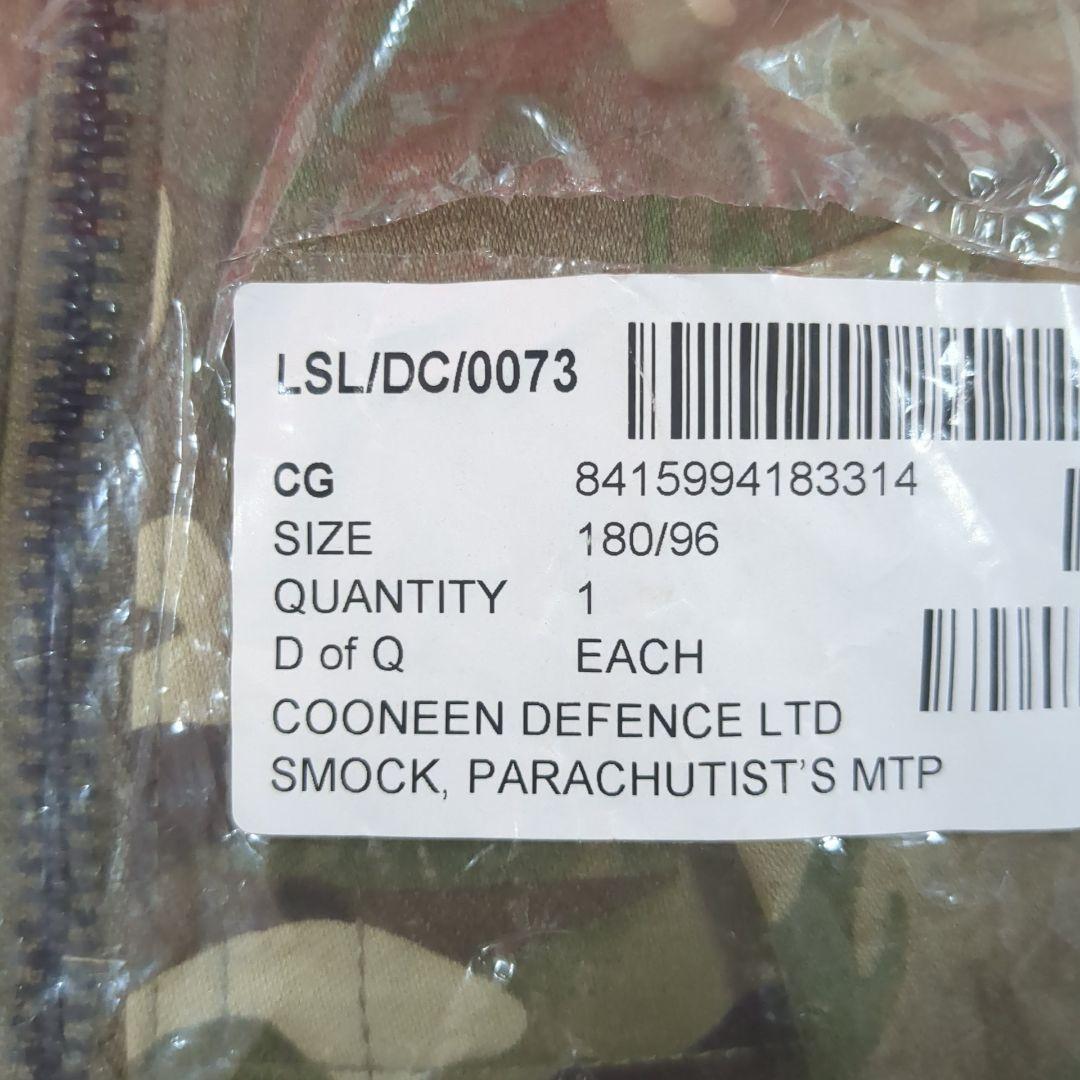 LSL/DC/0073
CG 8415994183314
SIZE 180/96
QUANTITY 1
D of Q EACH
COONEEN DEFENCE LTD
SMOCK, PARACHUTIST'S MTP